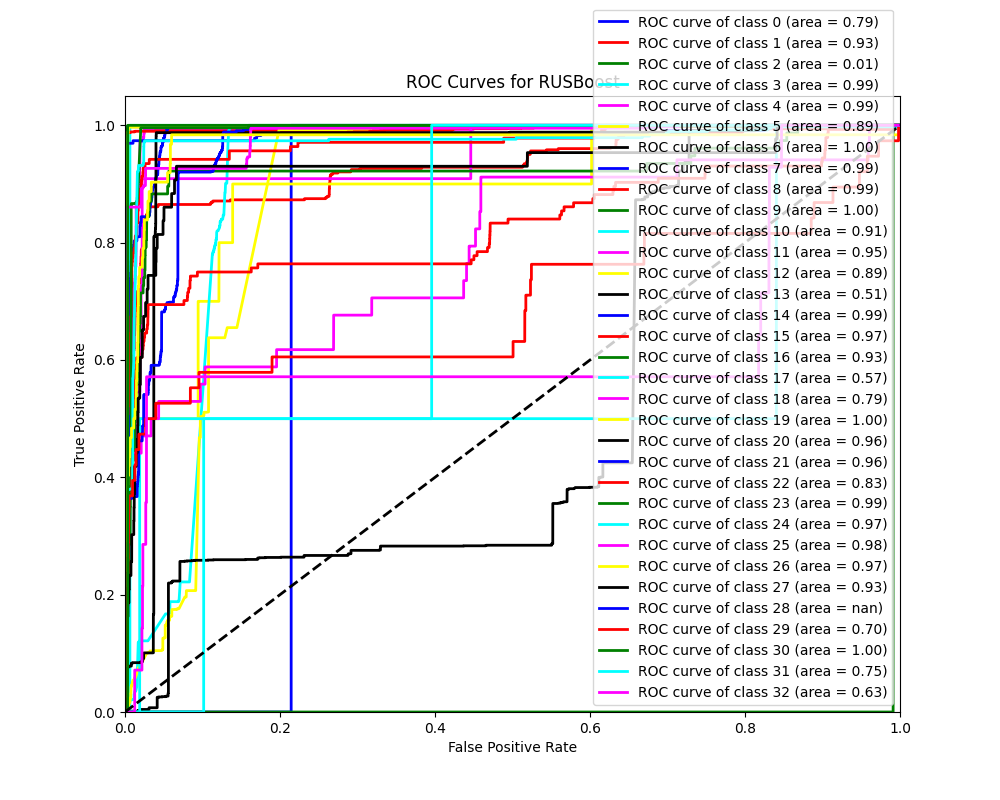 ROC Curves for RUSBoost
ROC curve of class 0 (area = 0.79)
ROC curve of class 1 (area = 0.93)
ROC curve of class 2 (area = 0.01)
ROC curve of class 3 (area = 0.99)
ROC curve of class 4 (area = 0.99)
ROC curve of class 5 (area = 0.89)
ROC curve of class 6 (area = 1.00)
ROC curve of class 7 (area = 0.99)
ROC curve of class 8 (area = 0.99)
ROC curve of class 9 (area = 1.00)
ROC curve of class 10 (area = 0.91)
ROC curve of class 11 (area = 0.95)
ROC curve of class 12 (area = 0.89)
ROC curve of class 13 (area = 0.51)
ROC curve of class 14 (area = 0.99)
ROC curve of class 15 (area = 0.97)
ROC curve of class 16 (area = 0.93)
ROC curve of class 17 (area = 0.57)
ROC curve of class 18 (area = 0.79)
ROC curve of class 19 (area = 1.00)
ROC curve of class 20 (area = 0.96)
ROC curve of class 21 (area = 0.96)
ROC curve of class 22 (area = 0.83)
ROC curve of class 23 (area = 0.99)
ROC curve of class 24 (area = 0.97)
ROC curve of class 25 (area = 0.98)
ROC curve of class 26 (area = 0.97)
ROC curve of class 27 (area = 0.93)
ROC curve of class 28 (area = nan)
ROC curve of class 29 (area = 0.70)
ROC curve of class 30 (area = 1.00)
ROC curve of class 31 (area = 0.75)
ROC curve of class 32 (area = 0.63)
True Positive Rate
1.0
0.8
0.6
0.4
0.2
0.0
0.0 0.2 0.4 0.6 0.8 1.0
False Positive Rate